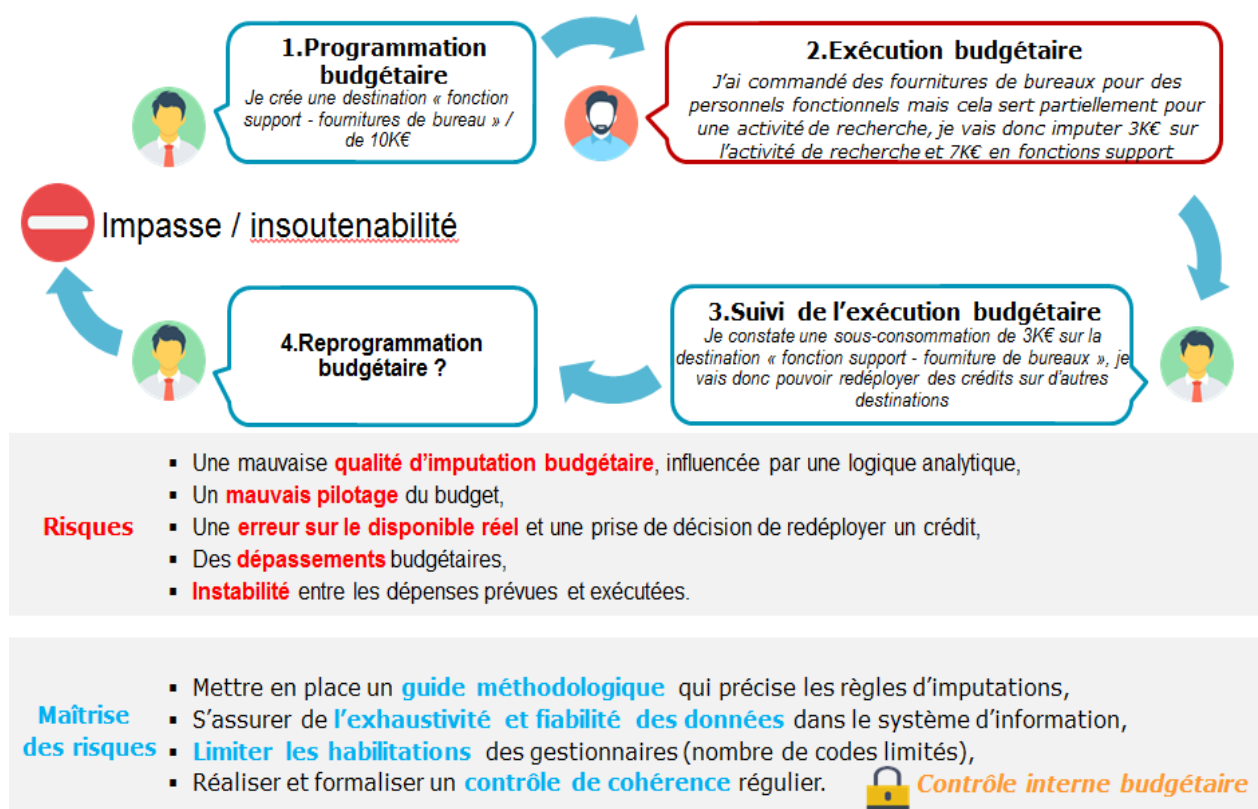 1.Programmation
budgétaire
Je crée une destination « fonction
support - fournitures de bureau » /
de 10K€
2.Exécution budgétaire
J'ai commandé des fournitures de bureaux pour des
personnels fonctionnels mais cela sert partiellement pour
une activité de recherche, je vais donc imputer 3K€ sur
l'activité de recherche et 7K€ en fonctions support
Impasse / insoutenabilité
3.Suivi de l'exécution budgétaire
Je constate une sous-consommation de 3K€ sur la
destination « fonction support - fourniture de bureaux », je
vais donc pouvoir redéployer des crédits sur d'autres
destinations
4.Reprogrammation
budgétaire ?
Risques
▪ Une mauvaise qualité d'imputation budgétaire, influencée par une logique analytique,
▪ Un mauvais pilotage du budget,
▪ Une erreur sur le disponible réel et une prise de décision de redéployer un crédit,
▪ Des dépassements budgétaires,
▪ Instabilité entre les dépenses prévues et exécutées.
Maîtrise
des risques
▪ Mettre en place un guide méthodologique qui précise les règles d'imputations,
▪ S'assurer de l'exhaustivité et fiabilité des données dans le système d'information,
▪ Limiter les habilitations des gestionnaires (nombre de codes limités),
▪ Réaliser et formaliser un contrôle de cohérence régulier.
Contrôle interne budgétaire